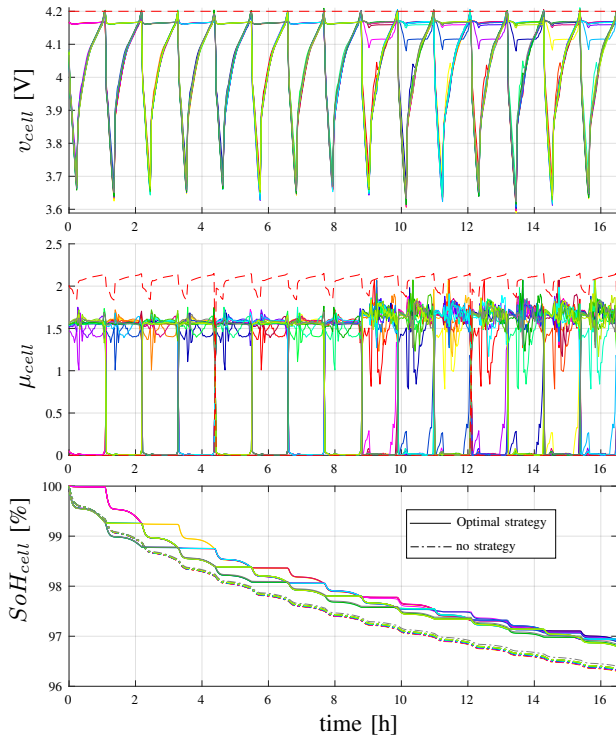 4.2
4.1
4
3.9
3.8
3.7
3.6
v_cell [V]
0 2 4 6 8 10 12 14 16
2.5
2
1.5
1
0.5
0
μ_cell
0 2 4 6 8 10 12 14 16
100
99
98
97
96
SoH_cell [%]
Optimal strategy
no strategy
0 2 4 6 8 10 12 14 16
time [h]